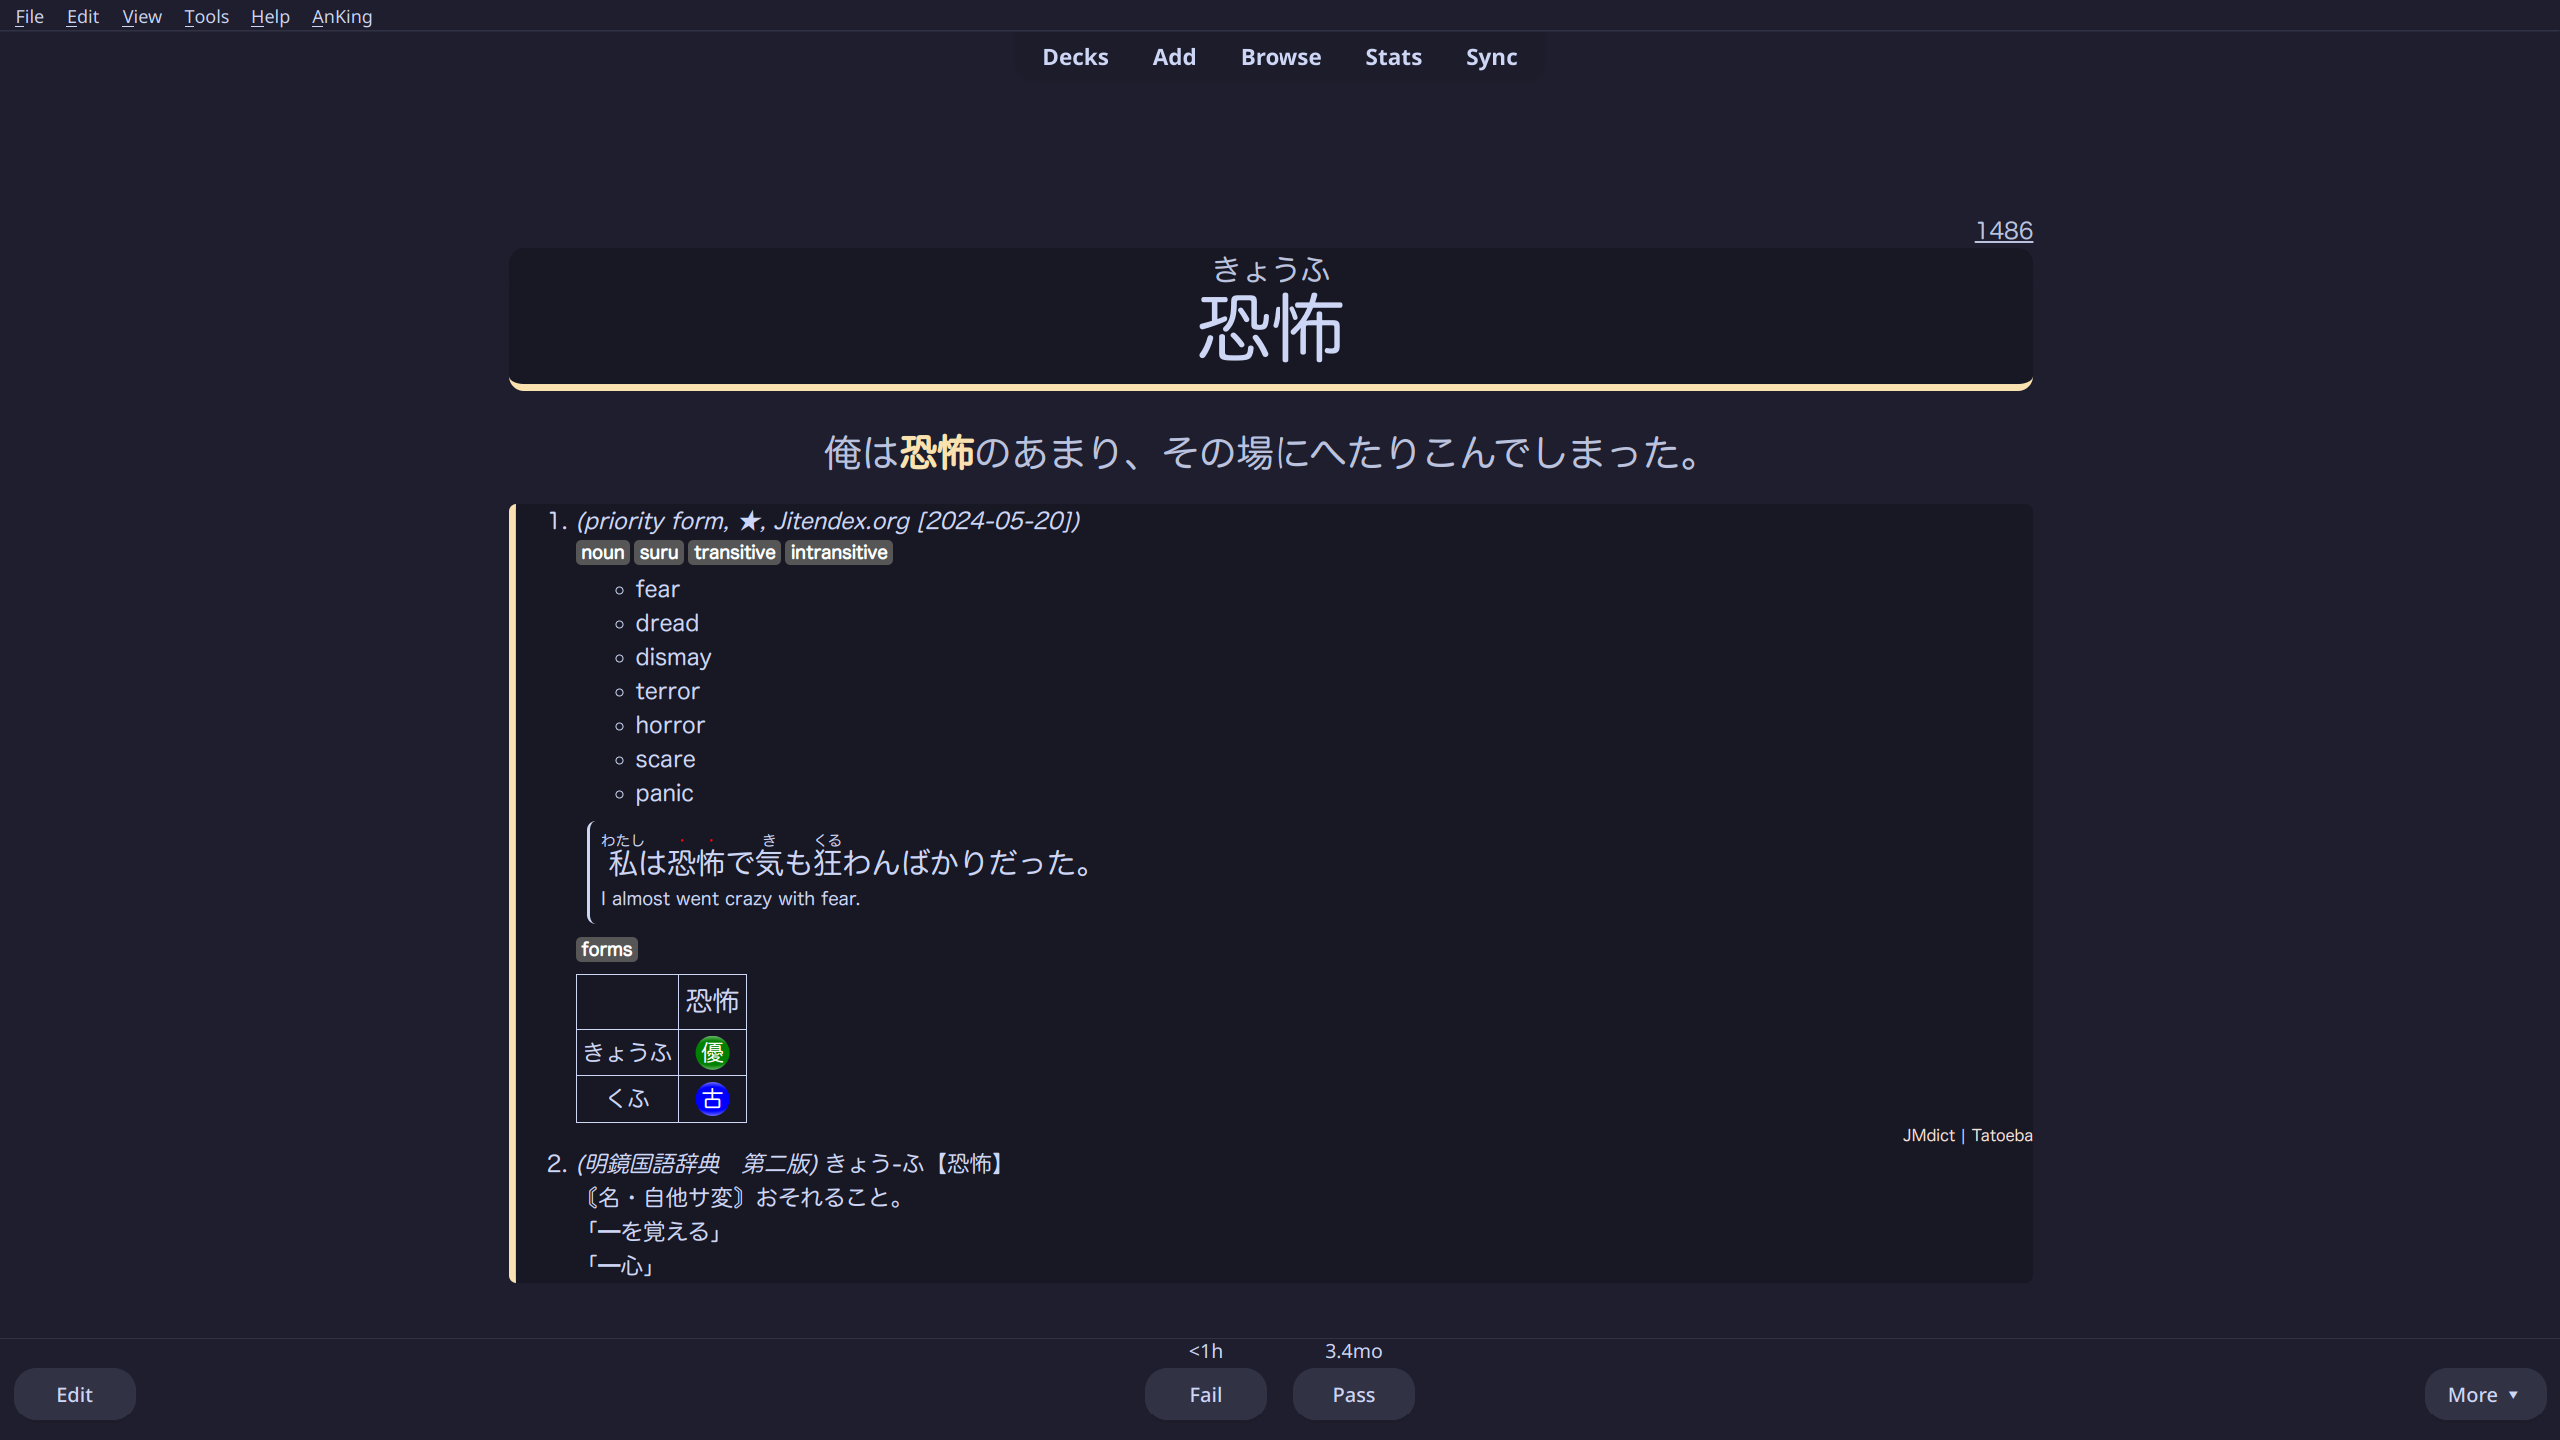 File Edit View Tools Help AnKing
Decks Add Browse Stats Sync
1486
きょうふ
恐怖
俺は恐怖のあまり、その場にへたりこんでしまった。
1. (priority form, ★, Jitendex.org [2024-05-20])
noun suru transitive intransitive
fear
dread
dismay
terror
horror
scare
panic
わたし き くる
私は恐怖で気も狂わんばかりだった。
I almost went crazy with fear.
forms
恐怖
きょうふ 優
くふ 古
JMdict | Tatoeba
2. (明鏡国語辞典　第二版) きょう-ふ【恐怖】
〘名・自他サ変〙おそれること。
「━を覚える」
「━心」
<1h 3.4mo
Edit Fail Pass More ▼